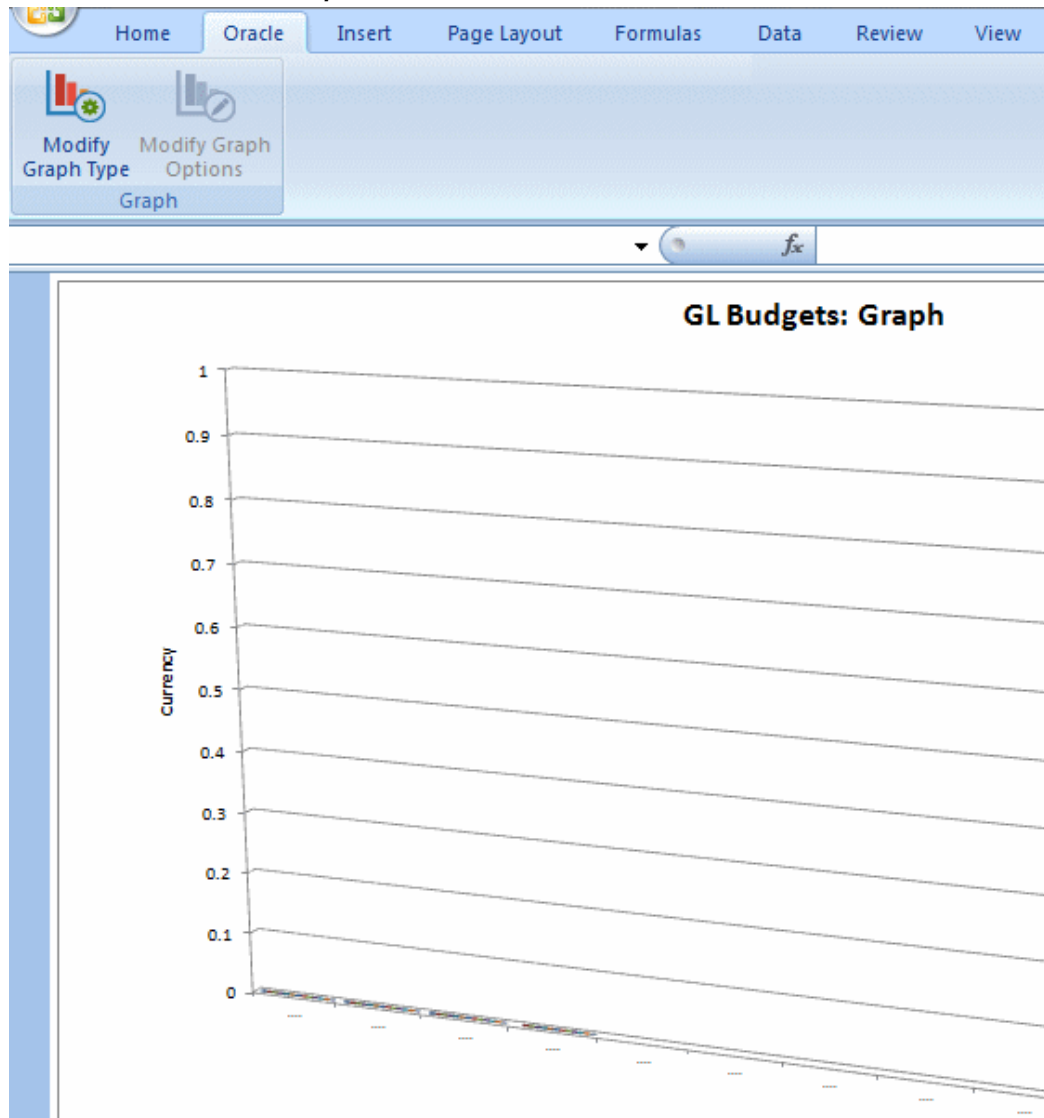 Home Oracle Insert Page Layout Formulas Data Review View
Modify Graph Type
Modify Graph Options
Graph
fx
GL Budgets: Graph
1
0.9
0.8
0.7
0.6
Currency
0.5
0.4
0.3
0.2
0.1
0